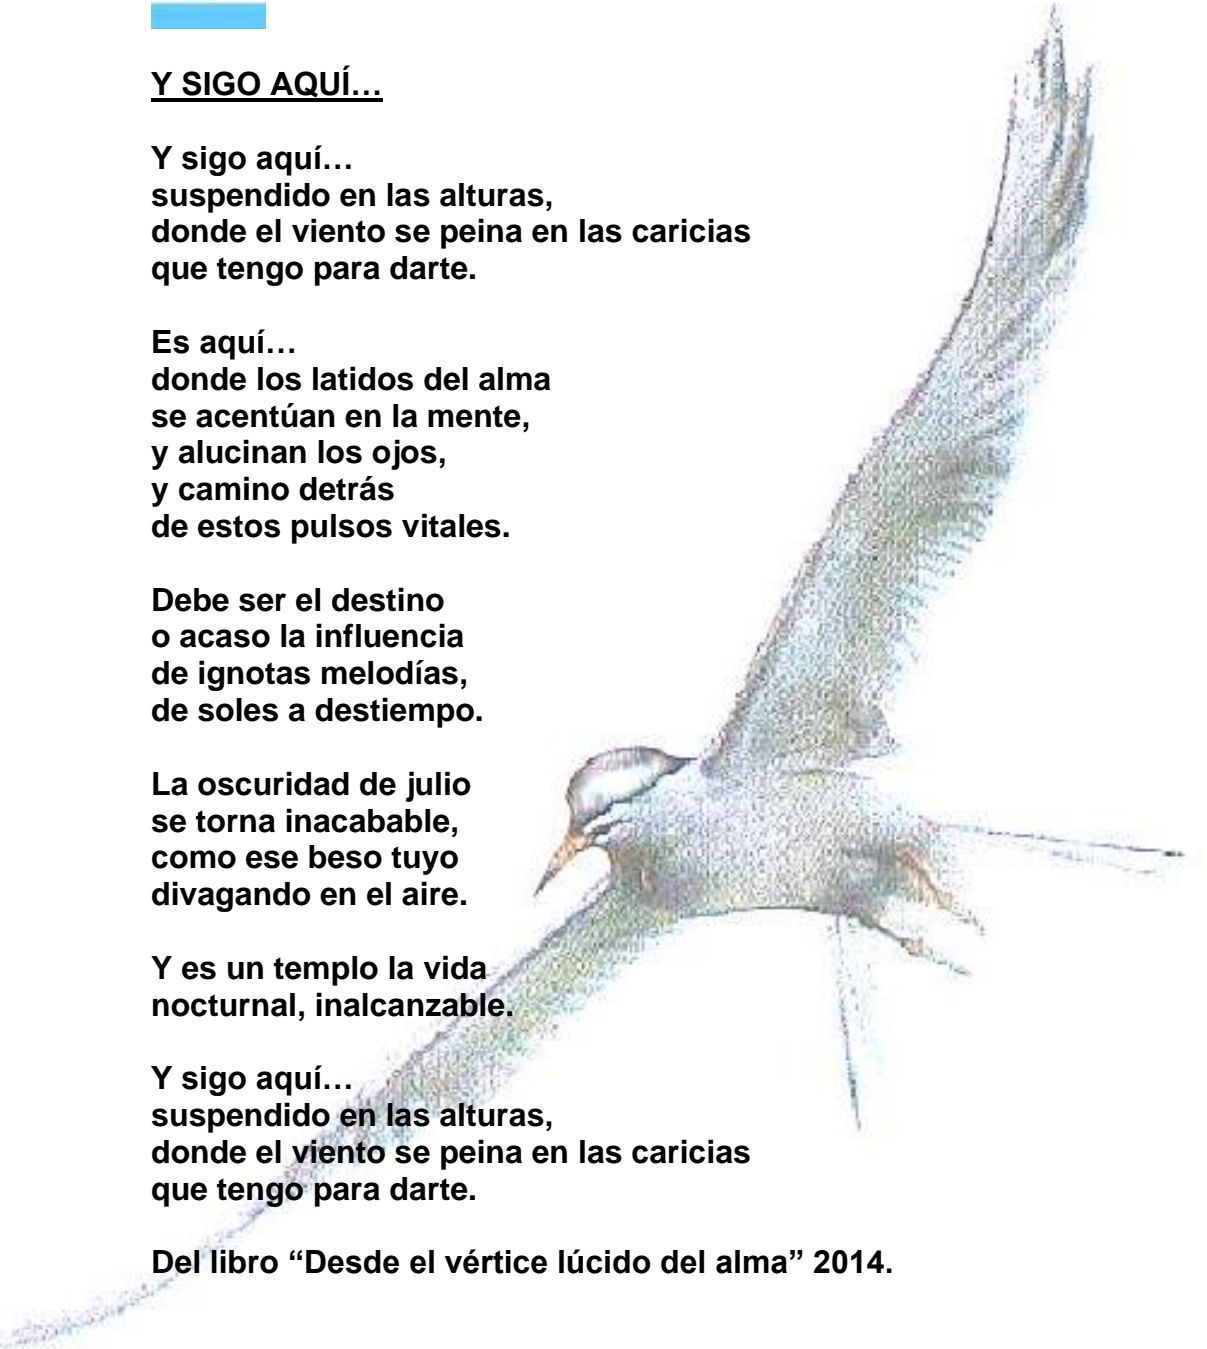 Y SIGO AQUÍ…
Y sigo aquí…
suspendido en las alturas,
donde el viento se peina en las caricias
que tengo para darte.
Es aquí…
donde los latidos del alma
se acentúan en la mente,
y alucinan los ojos,
y camino detrás
de estos pulsos vitales.
Debe ser el destino
o acaso la influencia
de ignotas melodías,
de soles a destiempo.
La oscuridad de julio
se torna inacabable,
como ese beso tuyo
divagando en el aire.
Y es un templo la vida
nocturnal, inalcanzable.
Y sigo aquí…
suspendido en las alturas,
donde el viento se peina en las caricias
que tengo para darte.
Del libro “Desde el vértice lúcido del alma” 2014.